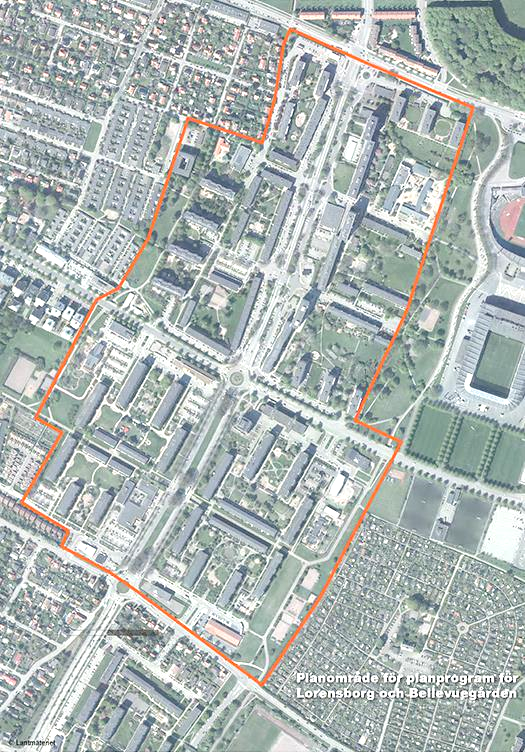 Planområde för planprogram för
Lorensborg och Bellevuegården
© Lantmäteriet